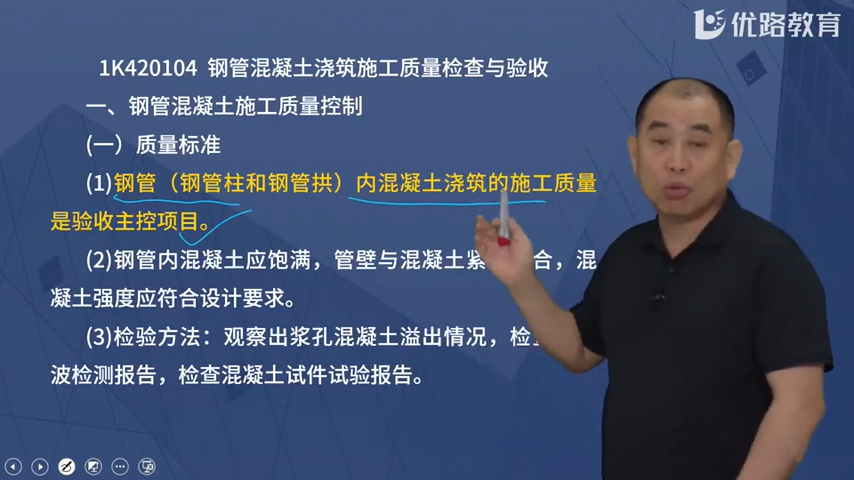 优路教育
1K420104 钢管混凝土浇筑施工质量检查与验收
一、钢管混凝土施工质量控制
(一）质量标准
(1)钢管（钢管柱和钢管拱）内混凝土浇筑的施工质量
是验收主控项目。
(2)钢管内混凝土应饱满，管壁与混凝土紧 合，混
凝土强度应符合设计要求。
(3)检验方法：观察出浆孔混凝土溢出情况，检
波检测报告，检查混凝土试件试验报告。